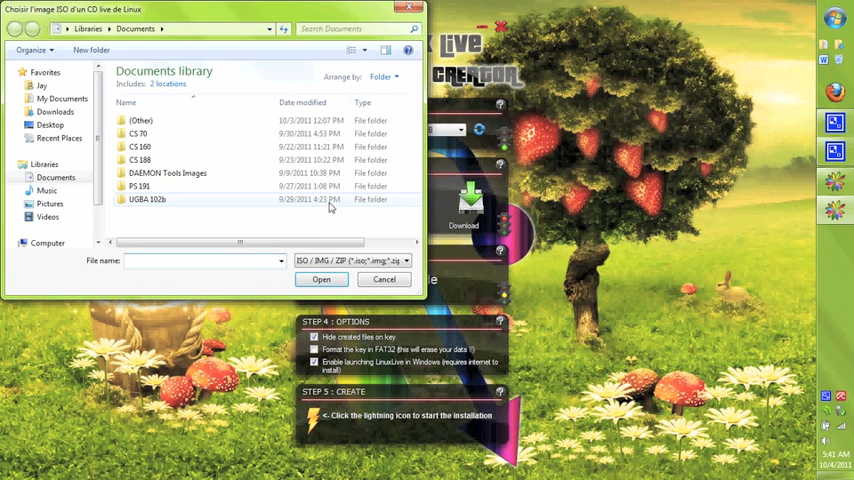 Choisir l'image ISO d'un CD live de Linux
Libraries
Documents
Search Documents
Organize
New folder
Favorites
Jay
My Documents
Downloads
Desktop
Recent Places
Libraries
Documents
Music
Pictures
Videos
Computer
Documents library
Includes: 2 locations
Arrange by: Folder
Name Date modified Type
(Other) 10/3/2011 12:07 PM File folder
CS 70 9/30/2011 4:53 PM File folder
CS 160 9/22/2011 11:21 PM File folder
CS 188 9/23/2011 10:22 PM File folder
DAEMON Tools Images 9/9/2011 10:38 PM File folder
PS 191 9/27/2011 1:08 PM File folder
UGBA 102b 9/29/2011 4:23 PM File folder
File name:
ISO / IMG / ZIP (*.iso;*.img;*.zip
Open
Cancel
Live
CREATOR
Download
STEP 4 : OPTIONS
Hide created files on key
Format the key in FAT32 (this will erase your data !!)
Enable launching LinuxLive in Windows (requires internet to
install)
STEP 5 : CREATE
<- Click the lightning icon to start the installation
5:41 AM
10/4/2011